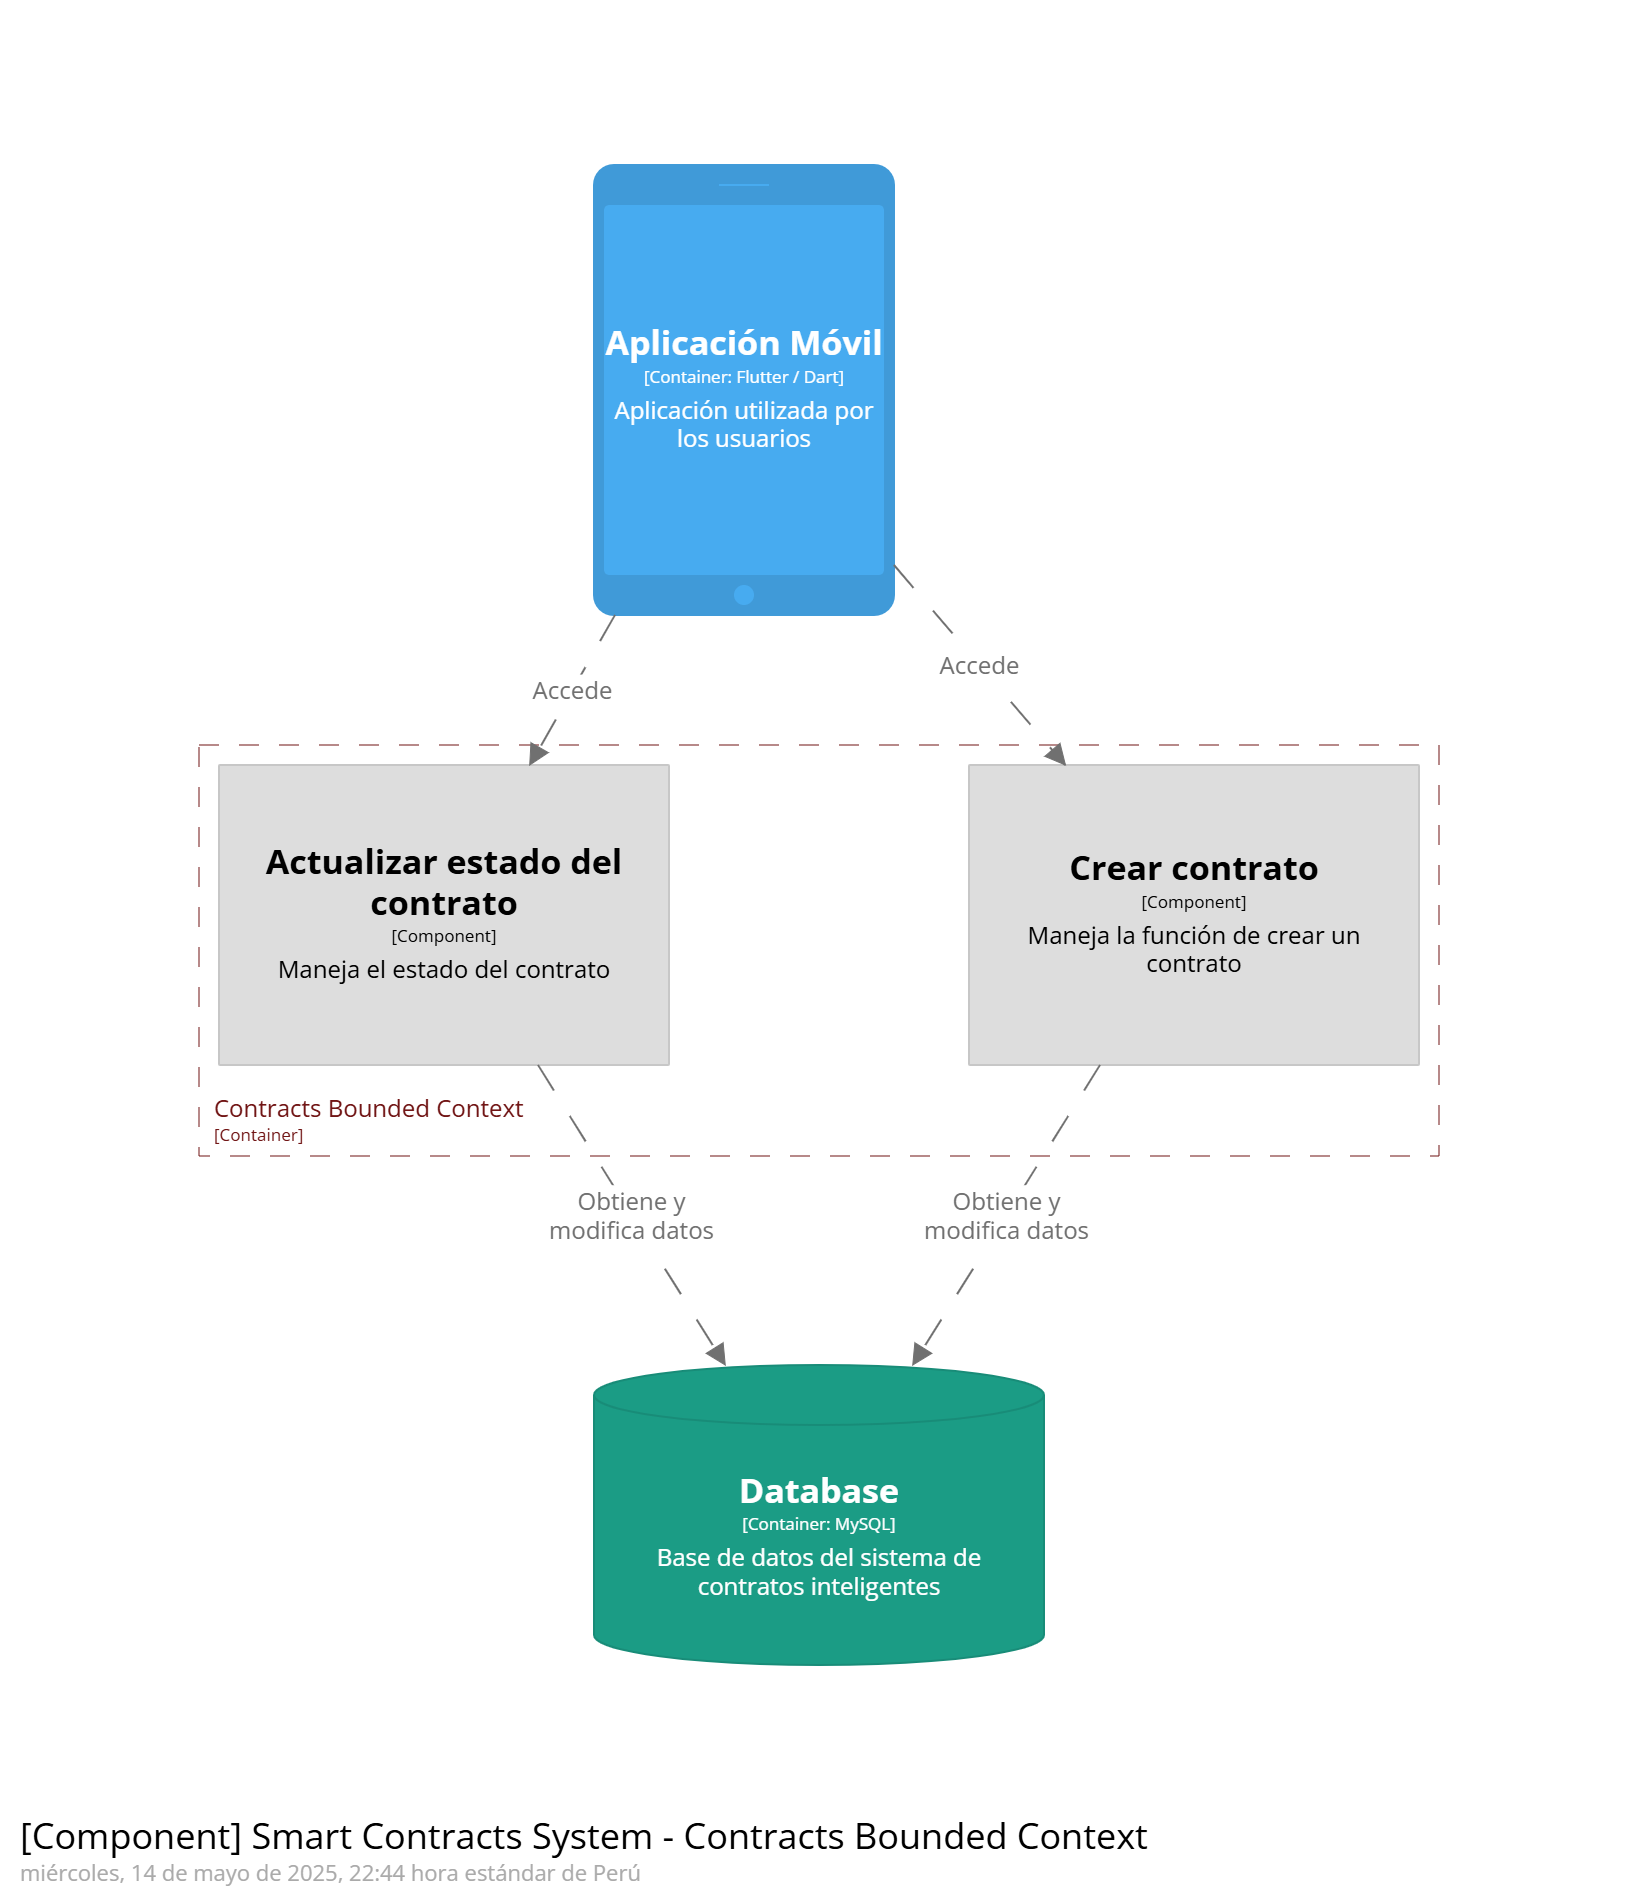 Aplicación Móvil
[Container: Flutter / Dart]
Aplicación utilizada por
los usuarios
Accede
Accede
Actualizar estado del
contrato
[Component]
Maneja el estado del contrato
Crear contrato
[Component]
Maneja la función de crear un
contrato
Contracts Bounded Context
[Container]
Obtiene y
modifica datos
Obtiene y
modifica datos
Database
[Container: MySQL]
Base de datos del sistema de
contratos inteligentes
[Component] Smart Contracts System - Contracts Bounded Context
miércoles, 14 de mayo de 2025, 22:44 hora estándar de Perú